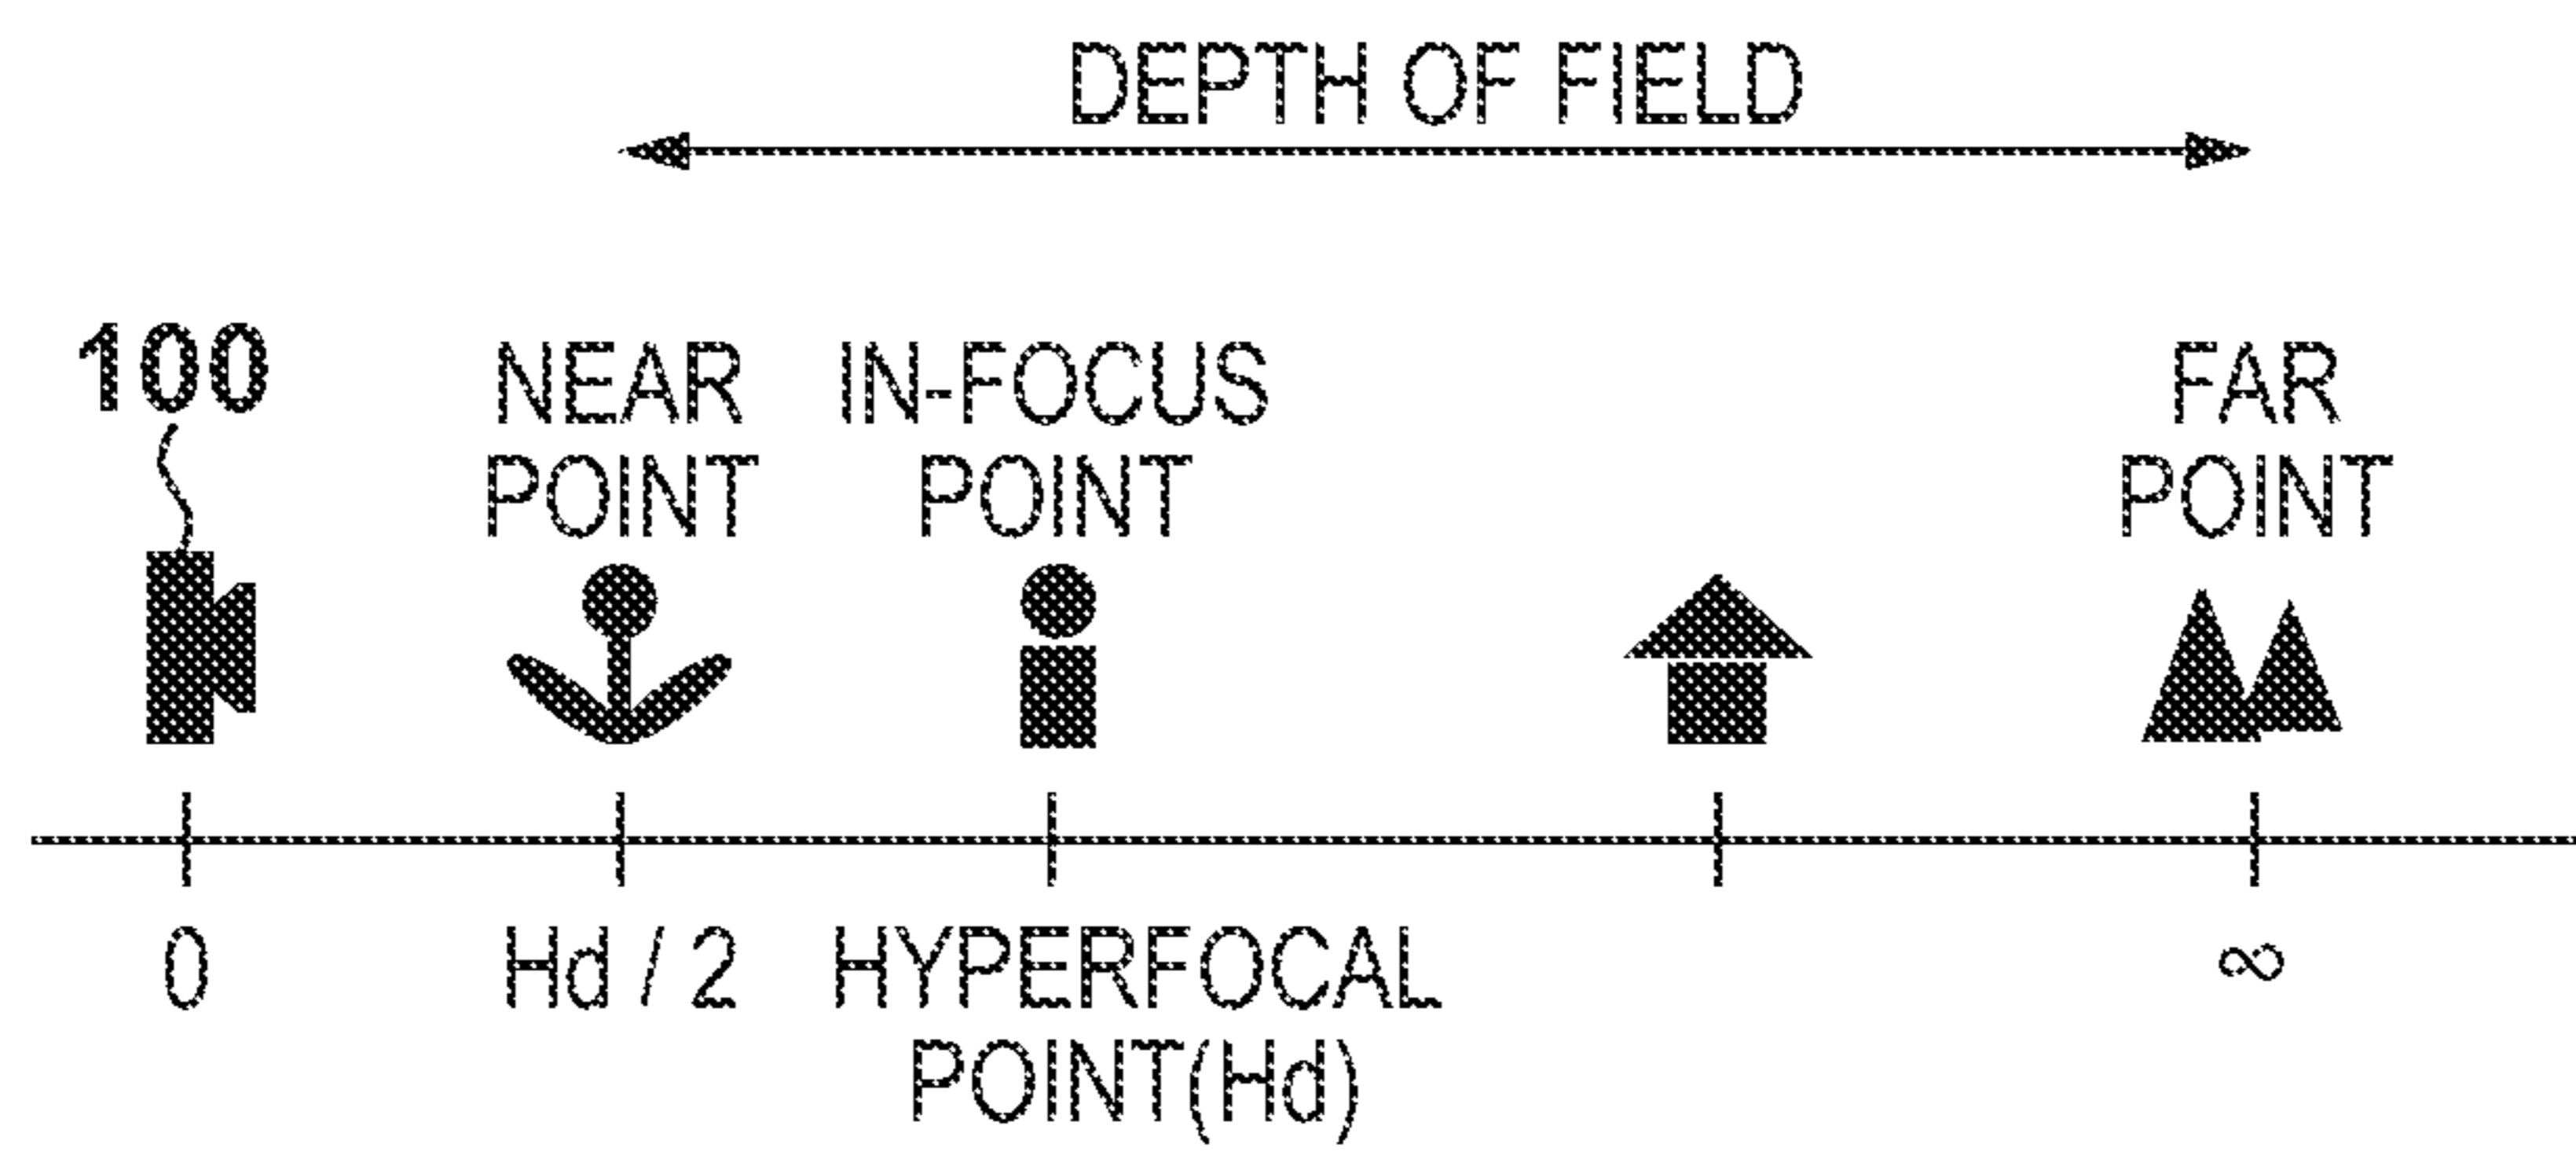 DEPTH OF FIELD
100
NEAR POINT
IN-FOCUS POINT
FAR POINT
0
Hd / 2
HYPERFOCAL POINT(Hd)
∞